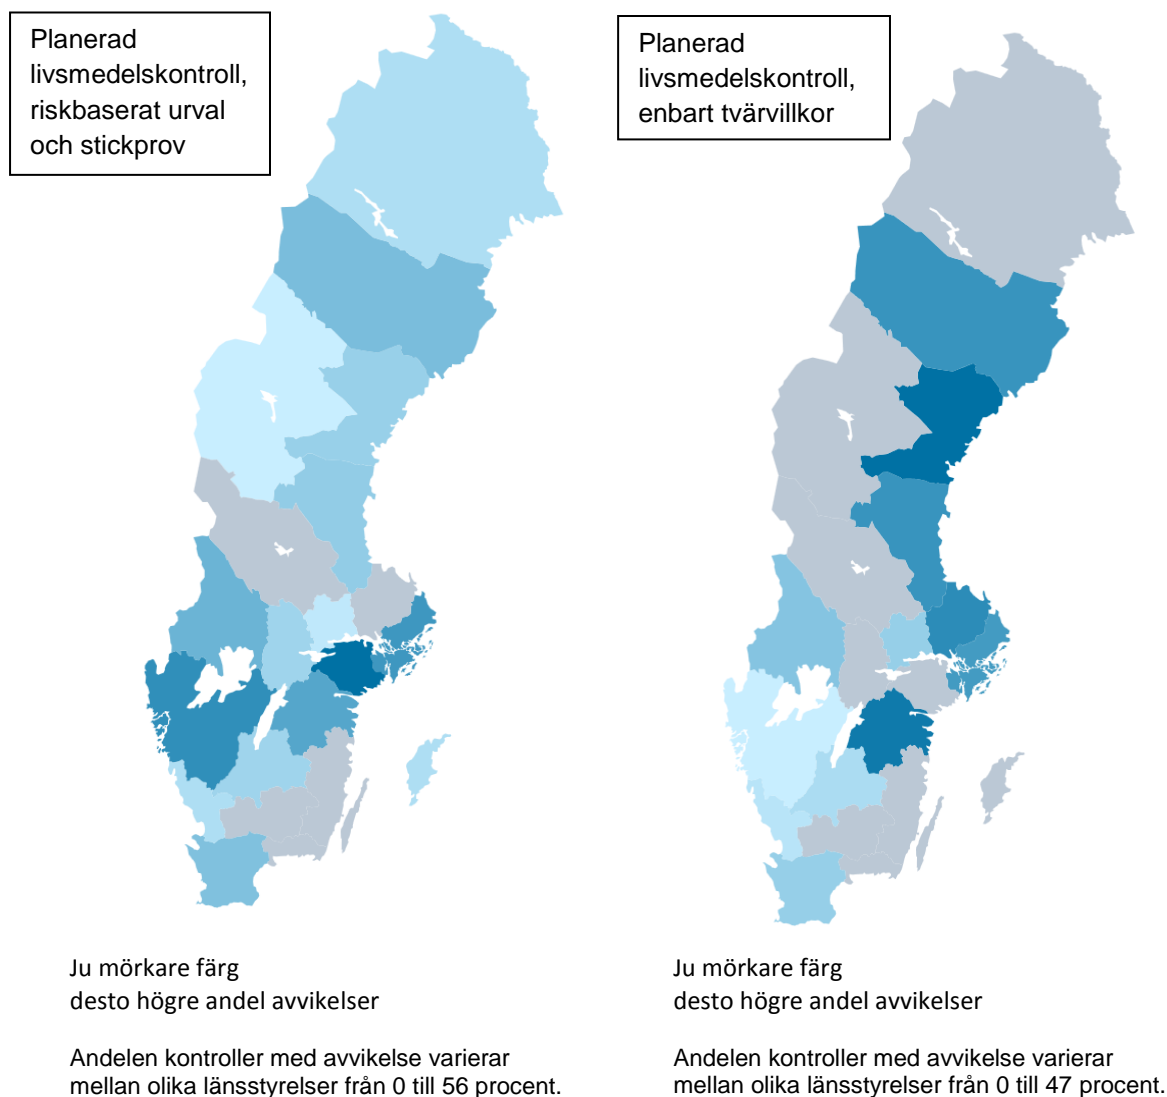 Planerad
livsmedelskontroll,
riskbaserat urval
och stickprov
Planerad
livsmedelskontroll,
enbart tvärvillkor
Ju mörkare färg
desto högre andel avvikelser
Andelen kontroller med avvikelse varierar
mellan olika länsstyrelser från 0 till 56 procent.
Ju mörkare färg
desto högre andel avvikelser
Andelen kontroller med avvikelse varierar
mellan olika länsstyrelser från 0 till 47 procent.